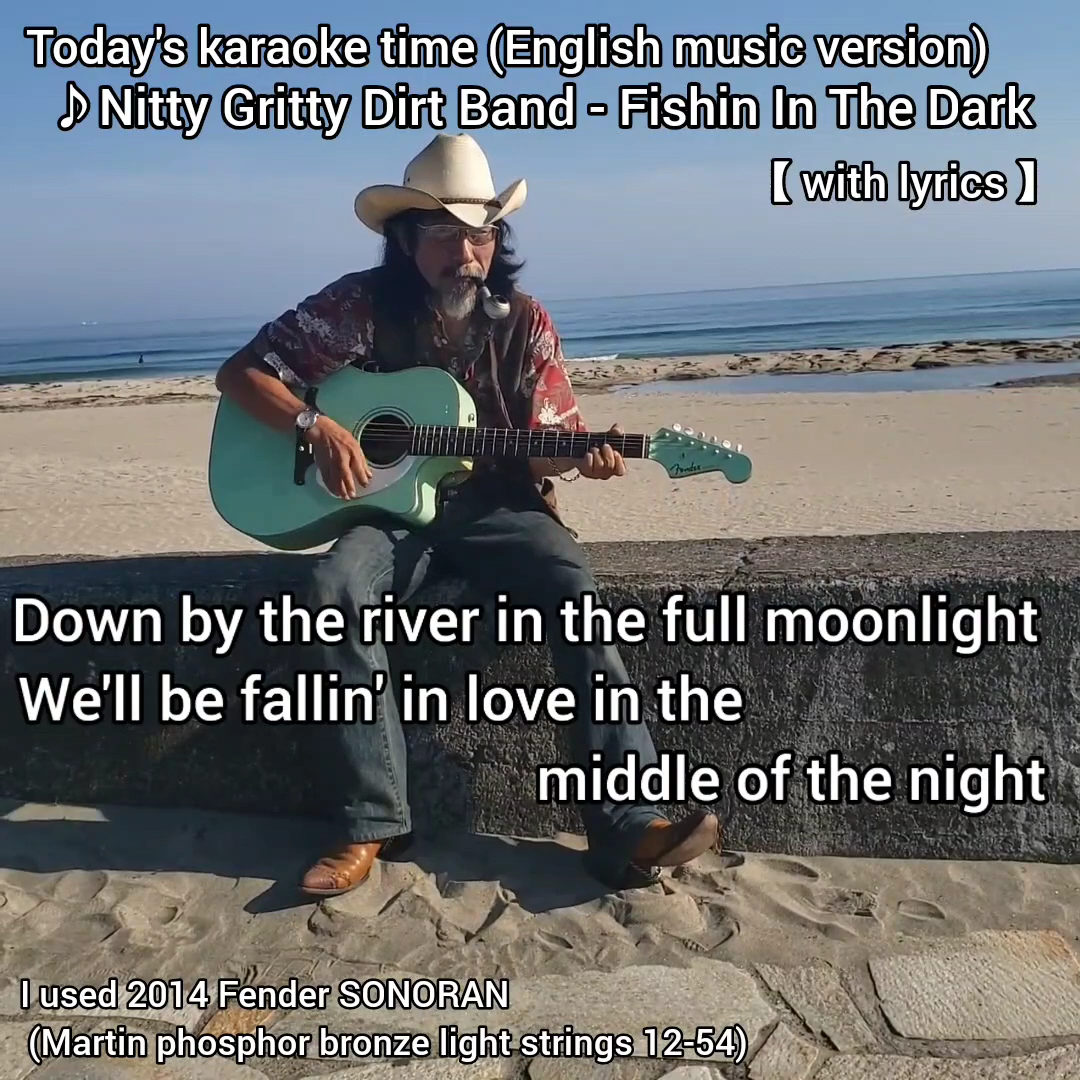 Today's karaoke time (English music version)
♪Nitty Gritty Dirt Band - Fishin In The Dark
【 with lyrics 】
Fender
Down by the river in the full moonlight
We'll be fallin' in love in the
middle of the night
I used 2014 Fender SONORAN
(Martin phosphor bronze light strings 12-54)